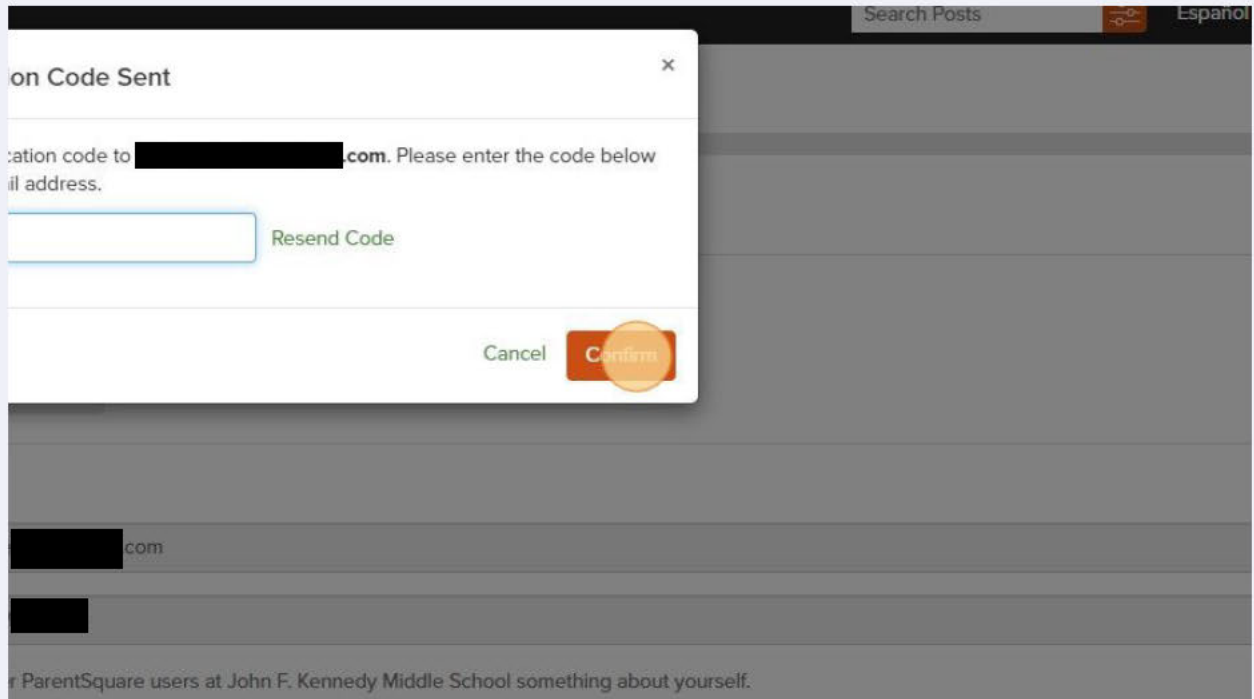 Search Posts
Español
on Code Sent
×
cation code to .com. Please enter the code below
il address.
Resend Code
Cancel
Confirm
.com
r ParentSquare users at John F. Kennedy Middle School something about yourself.